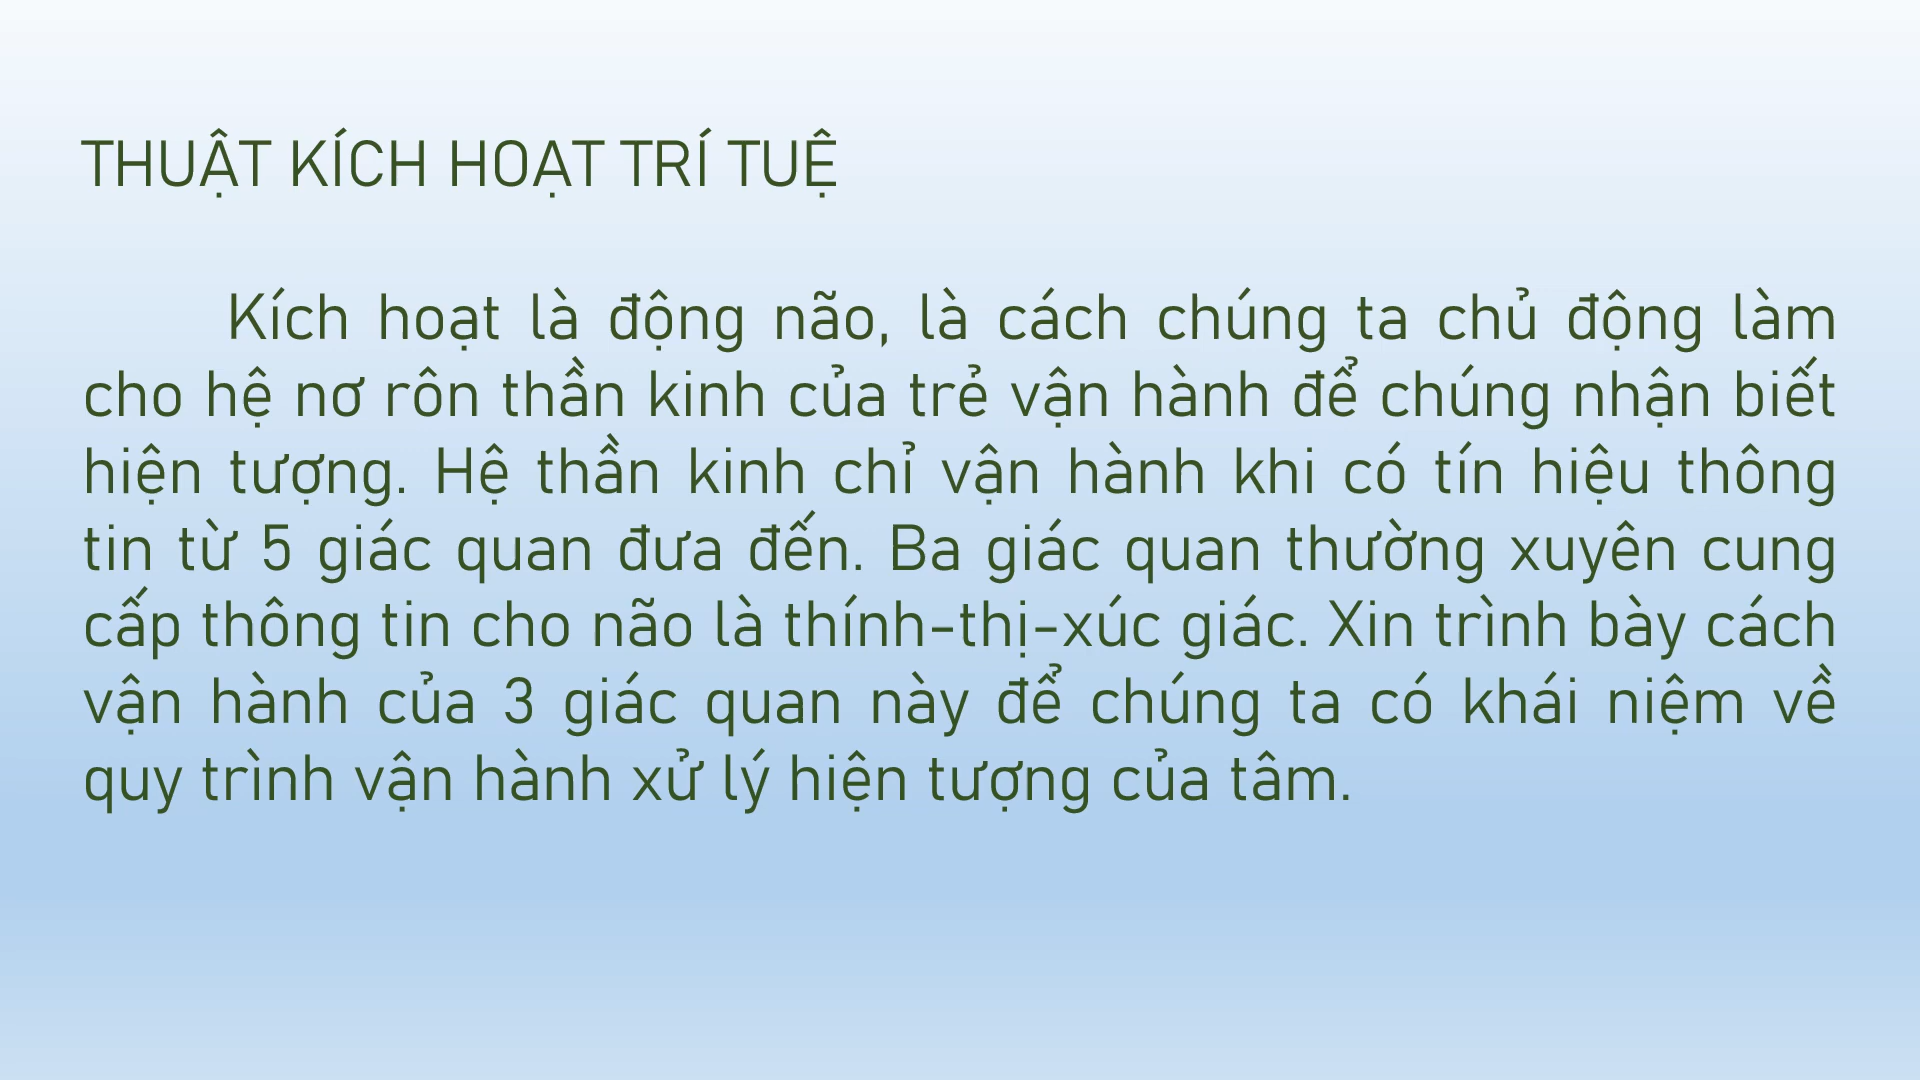 THUẬT KÍCH HOẠT TRÍ TUỆ
Kích hoạt là động não, là cách chúng ta chủ động làm
cho hệ nơ rôn thần kinh của trẻ vận hành để chúng nhận biết
hiện tượng. Hệ thần kinh chỉ vận hành khi có tín hiệu thông
tin từ 5 giác quan đưa đến. Ba giác quan thường xuyên cung
cấp thông tin cho não là thính-thị-xúc giác. Xin trình bày cách
vận hành của 3 giác quan này để chúng ta có khái niệm về
quy trình vận hành xử lý hiện tượng của tâm.